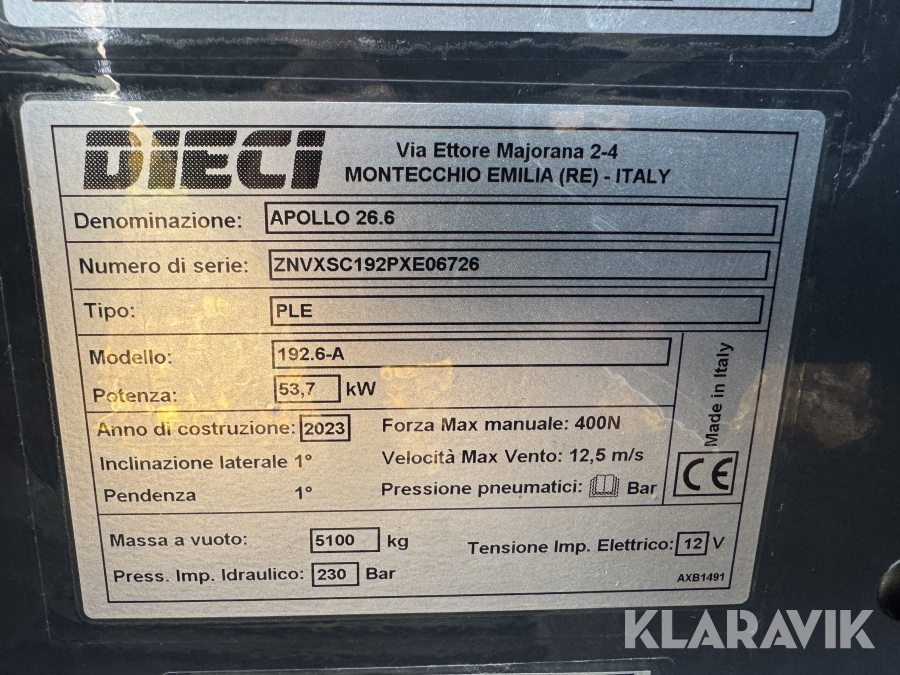 DIECI
Via Ettore Majorana 2-4
MONTECCHIO EMILIA (RE) - ITALY
Denominazione: APOLLO 26.6
Numero di serie: ZNVXSC192PXE06726
Tipo: PLE
Modello: 192.6-A
Potenza: 53,7 kW
Made in Italy
Anno di costruzione: 2023 Forza Max manuale: 400N
Inclinazione laterale 1° Velocità Max Vento: 12,5 m/s
Pendenza 1° Pressione pneumatici: Bar
CE
Massa a vuoto: 5100 kg Tensione Imp. Elettrico: 12 V
Press. Imp. Idraulico: 230 Bar
AXB1491
KLARAVIK